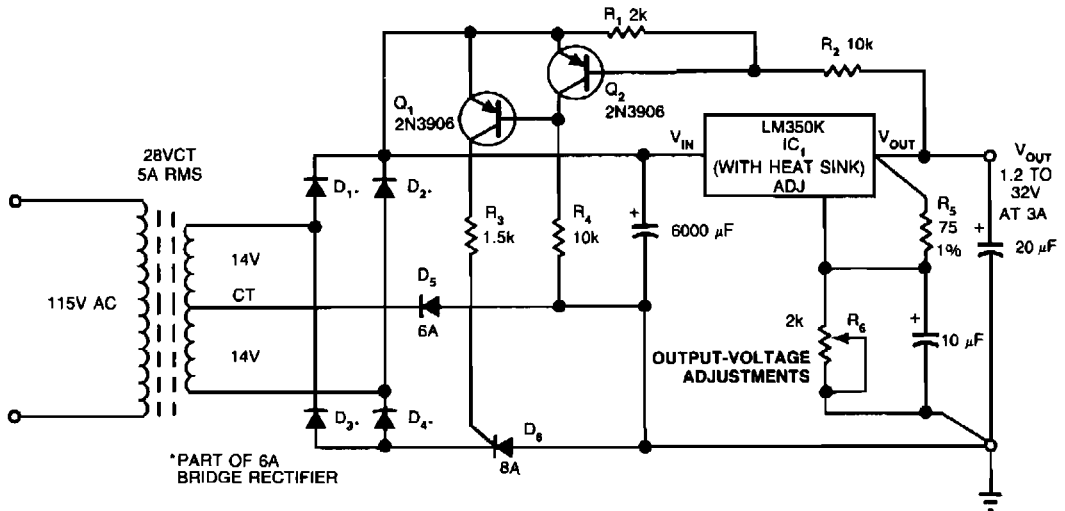 R1 2k
R2 10k
Q1
2N3906
Q2
2N3906
LM350K
IC1
(WITH HEAT SINK)
ADJ
VIN
VOUT
VOUT
1.2 TO
32V
AT 3A
28VCT
5A RMS
D1*
D2*
R3
1.5k
R4
10k
+
6000 µF
R5
75
1%
+
20 µF
14V
115V AC
CT
D5
6A
14V
2k
R6
+
10 µF
OUTPUT-VOLTAGE
ADJUSTMENTS
D3*
D4*
D6
8A
*PART OF 6A
BRIDGE RECTIFIER